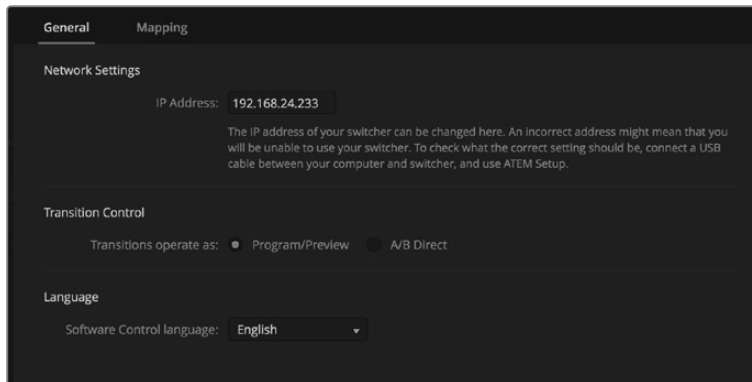 General Mapping
Network Settings
IP Address: 192.168.24.233
The IP address of your switcher can be changed here. An incorrect address might mean that you
will be unable to use your switcher. To check what the correct setting should be, connect a USB
cable between your computer and switcher, and use ATEM Setup.
Transition Control
Transitions operate as: Program/Preview A/B Direct
Language
Software Control language: English